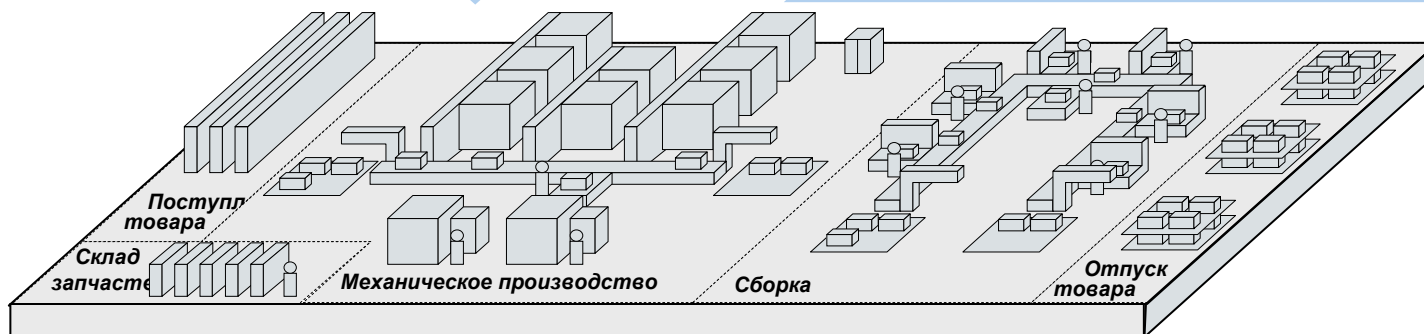 Поступл
товара
Склад
запчасте
Механическое производство
Сборка
Отпуск
товара